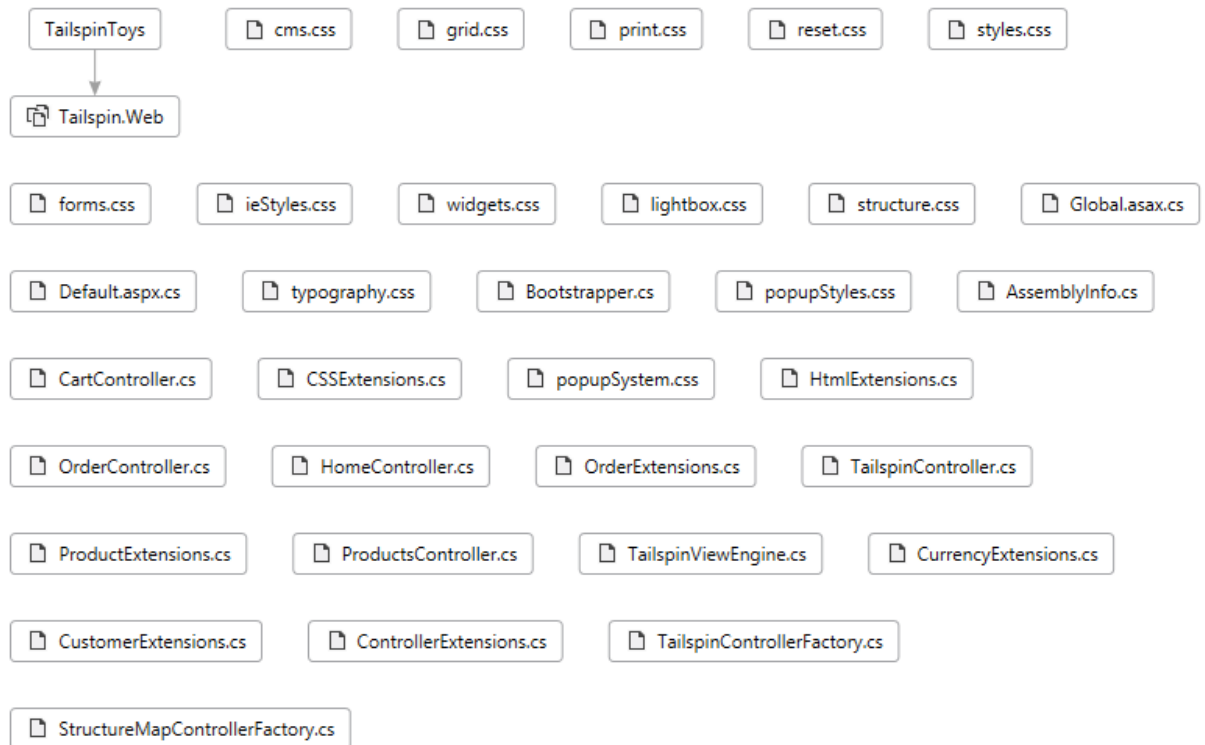 TailspinToys cms.css grid.css print.css reset.css styles.css
Tailspin.Web
forms.css ieStyles.css widgets.css lightbox.css structure.css Global.asax.cs
Default.aspx.cs typography.css Bootstrapper.cs popupStyles.css AssemblyInfo.cs
CartController.cs CSSExtensions.cs popupSystem.css HtmlExtensions.cs
OrderController.cs HomeController.cs OrderExtensions.cs TailspinController.cs
ProductExtensions.cs ProductsController.cs TailspinViewEngine.cs CurrencyExtensions.cs
CustomerExtensions.cs ControllerExtensions.cs TailspinControllerFactory.cs
StructureMapControllerFactory.cs